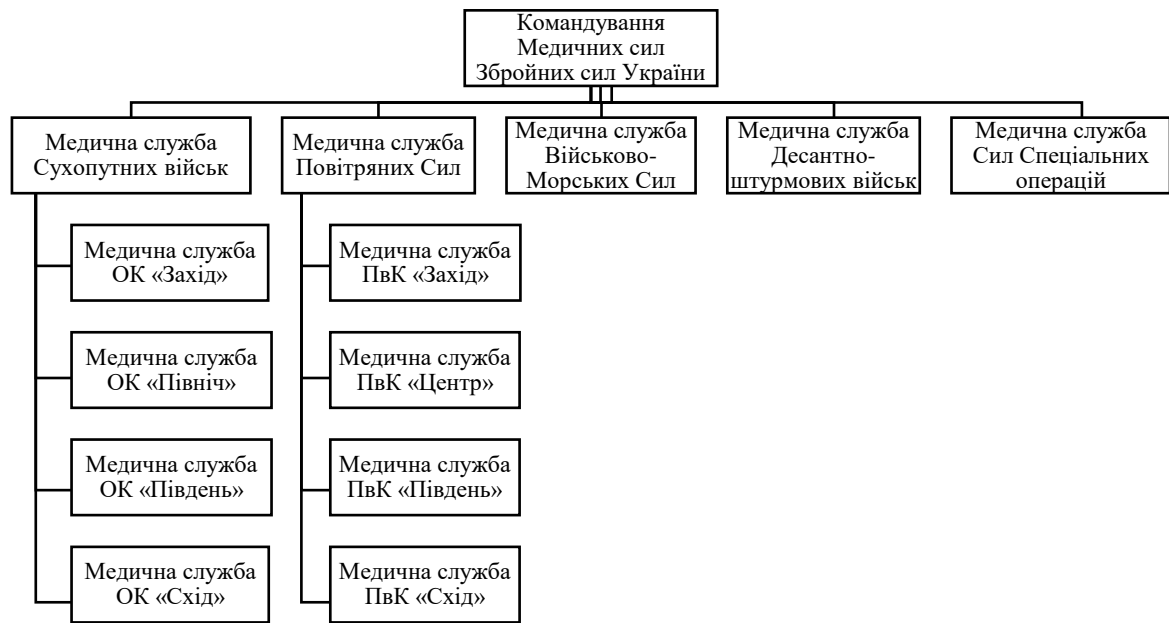 Командування
Медичних сил
Збройних сил України
Медична служба
Сухопутних військ
Медична служба
Повітряних Сил
Медична служба
Військово-
Морських Сил
Медична служба
Десантно-
штурмових військ
Медична служба
Сил Спеціальних
операцій
Медична служба
ОК «Захід»
Медична служба
ОК «Північ»
Медична служба
ОК «Південь»
Медична служба
ОК «Схід»
Медична служба
ПвК «Захід»
Медична служба
ПвК «Центр»
Медична служба
ПвК «Південь»
Медична служба
ПвК «Схід»